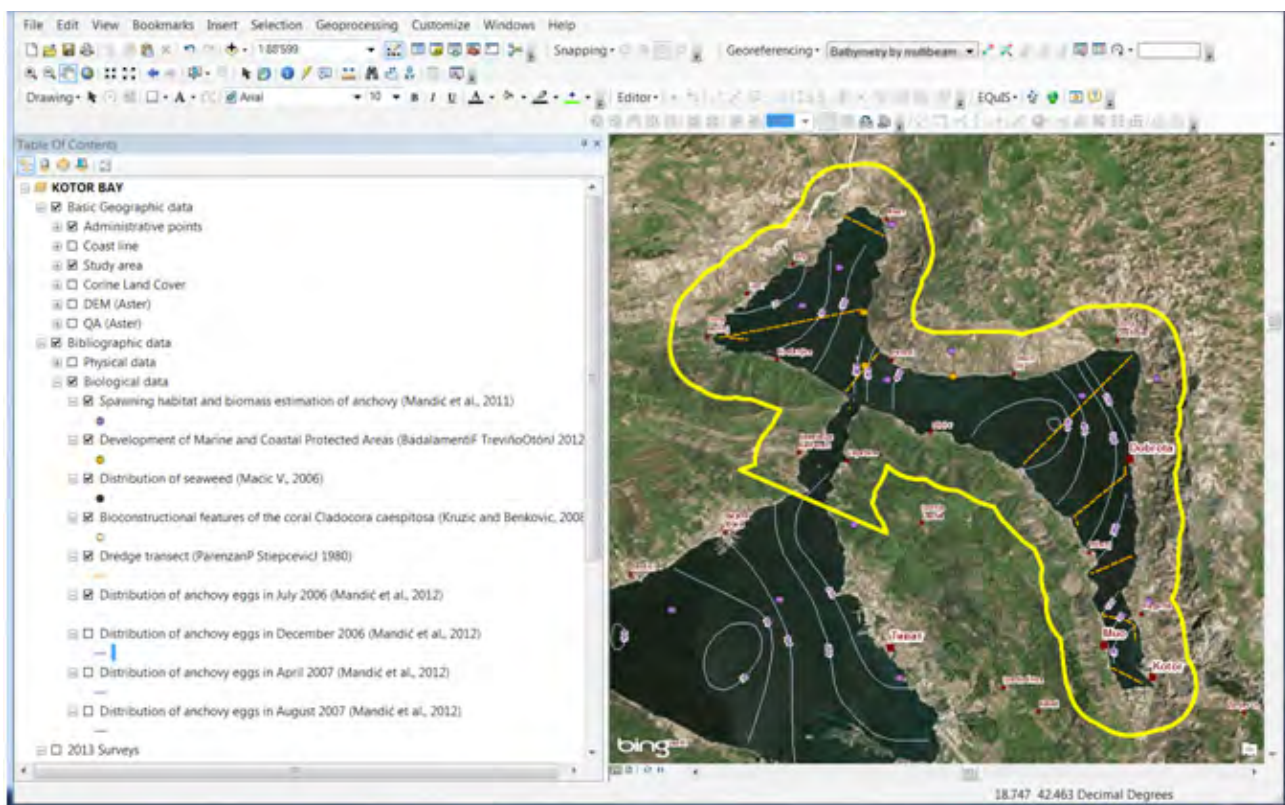 File Edit View Bookmarks Insert Selection Geoprocessing Customize Windows Help
1:88'599 Snapping Georeferencing Bathymetry by multibeam
Drawing A Arial 10 B I U A Editor EQuIS
Table Of Contents
KOTOR BAY
Basic Geographic data
Administrative points
Coast line
Study area
Corine Land Cover
DEM (Aster)
QA (Aster)
Bibliographic data
Physical data
Biological data
Spawning habitat and biomass estimation of anchovy (Mandić et al., 2011)
Development of Marine and Coastal Protected Areas (BadalamentiF TreviñoOtónJ 2012
Distribution of seaweed (Macic V., 2006)
Bioconstructional features of the coral Cladocora caespitosa (Kruzic and Benkovic, 2008
Dredge transect (ParenzanP StiepcevicJ 1980)
Distribution of anchovy eggs in July 2006 (Mandić et al., 2012)
Distribution of anchovy eggs in December 2006 (Mandić et al., 2012)
Distribution of anchovy eggs in April 2007 (Mandić et al., 2012)
Distribution of anchovy eggs in August 2007 (Mandić et al., 2012)
2013 Surveys
Dobrota
Muo
Kotor
Тиват
bing
18.747 42.463 Decimal Degrees